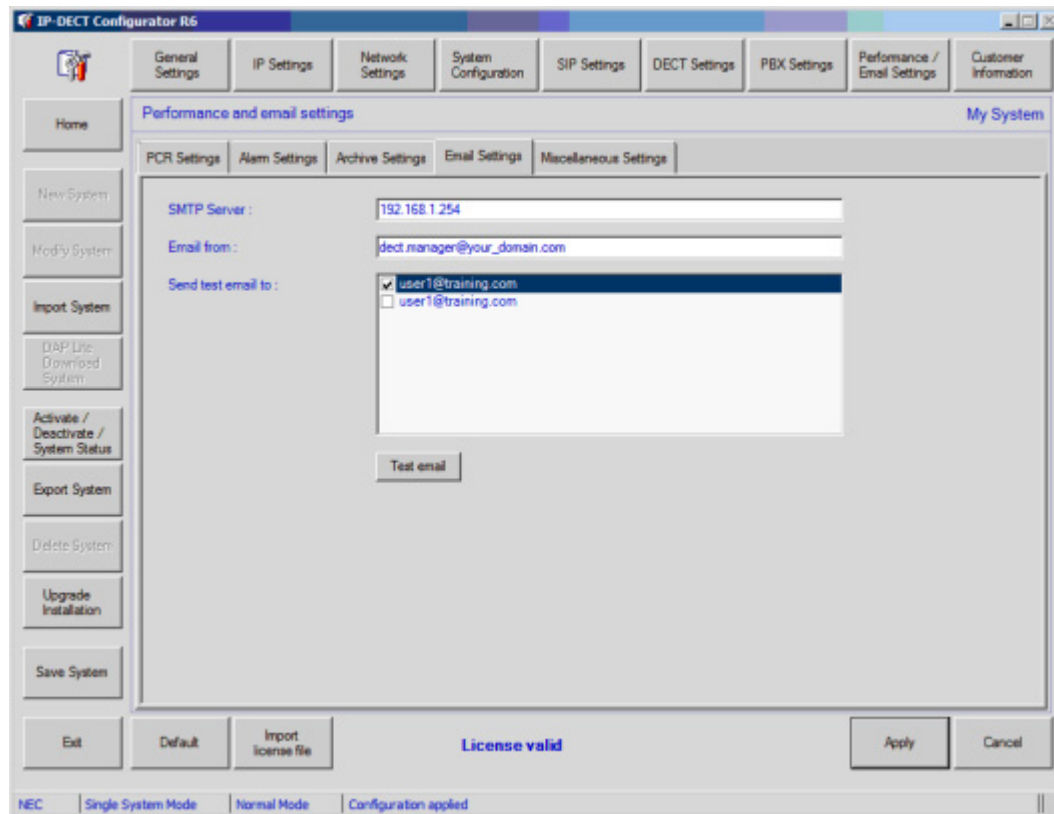 IP-DECT Configurator R6
General
Settings
IP Settings
Network
Settings
System
Configuration
SIP Settings
DECT Settings
PBX Settings
Performance /
Email Settings
Customer
Information
Home
Performance and email settings
My System
PCR Settings
Alarm Settings
Archive Settings
Email Settings
Miscellaneous Settings
New System
SMTP Server :
192.168.1.254
Modify System
Email from :
dect.manager@your_domain.com
Send test email to :
user1@training.com
user1@training.com
Import System
DAP Lite
Download
System
Activate /
Deactivate /
System Status
Test email
Export System
Delete System
Upgrade
Installation
Save System
Exit
Default
Import
license file
License valid
Apply
Cancel
NEC
Single System Mode
Normal Mode
Configuration applied